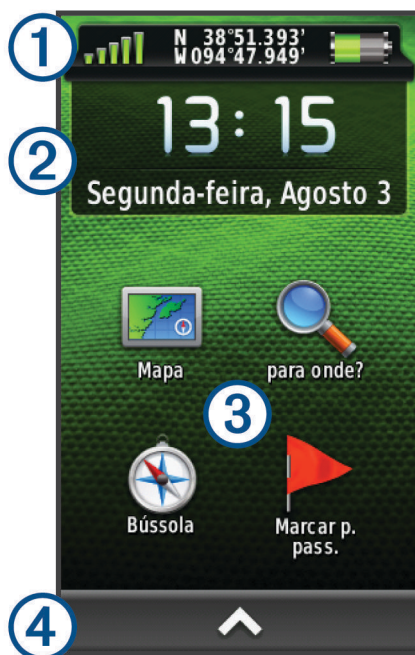 1
N 38°51.393'
W094°47.949'
2
13:15
Segunda-feira, Agosto 3
Mapa
para onde?
3
Bússola
Marcar p.
pass.
4